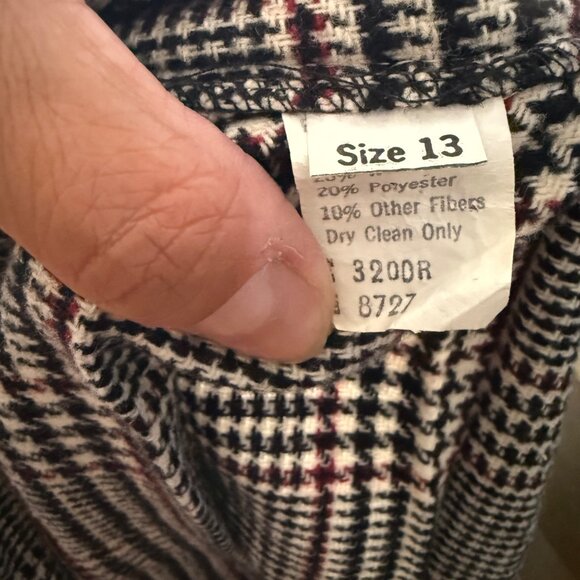 Size 13
20% Polyester
10% Other Fibers
Dry Clean Only
3200R
8727